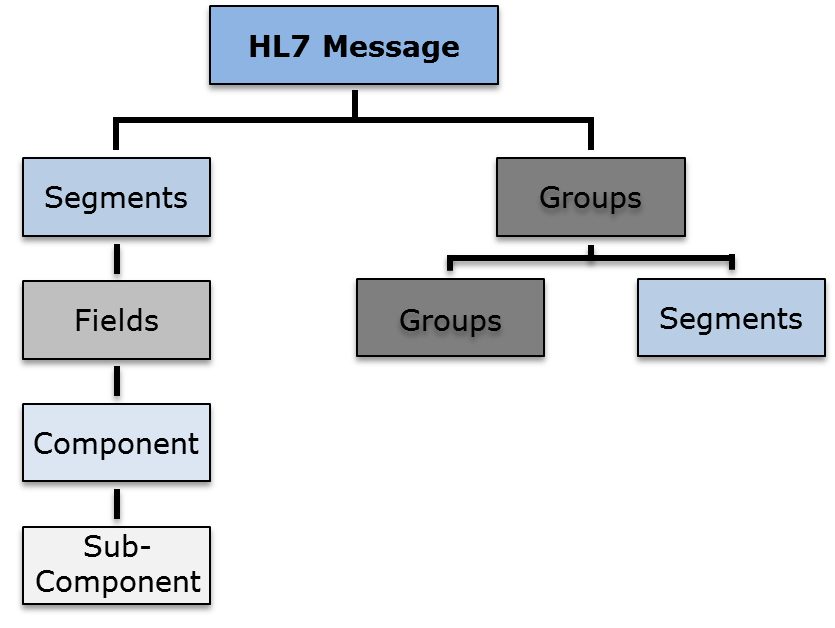 HL7 Message
Segments
Groups
Fields
Groups
Segments
Component
Sub-
Component